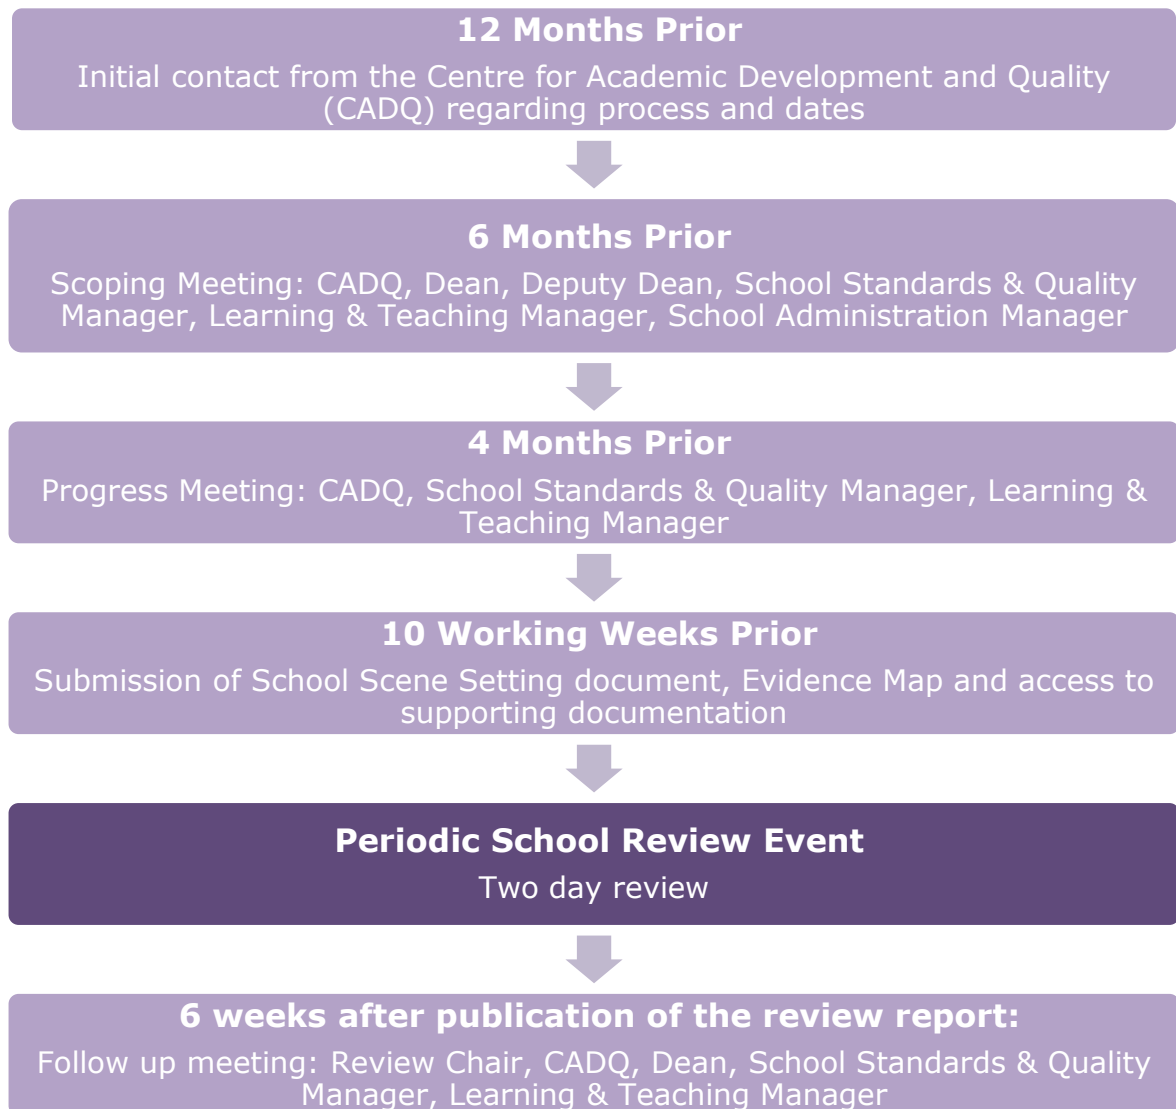 12 Months Prior
Initial contact from the Centre for Academic Development and Quality
(CADQ) regarding process and dates
6 Months Prior
Scoping Meeting: CADQ, Dean, Deputy Dean, School Standards & Quality
Manager, Learning & Teaching Manager, School Administration Manager
4 Months Prior
Progress Meeting: CADQ, School Standards & Quality Manager, Learning &
Teaching Manager
10 Working Weeks Prior
Submission of School Scene Setting document, Evidence Map and access to
supporting documentation
Periodic School Review Event
Two day review
6 weeks after publication of the review report:
Follow up meeting: Review Chair, CADQ, Dean, School Standards & Quality
Manager, Learning & Teaching Manager